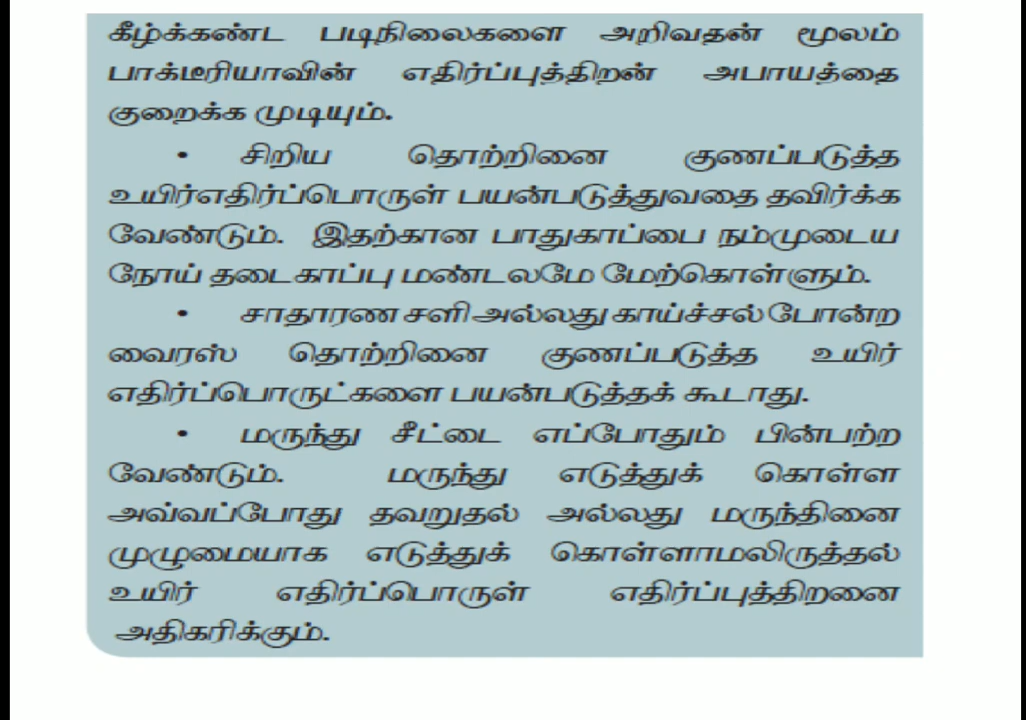 கீழ்க்கண்ட படிநிலைகளை அறிவதன் மூலம்
பாக்டீரியாவின் எதிர்ப்புத்திறன் அபாயத்தை
குறைக்க முடியும்.
• சிறிய தொற்றினை குணப்படுத்த
உயிர்எதிர்ப்பொருள் பயன்படுத்துவதை தவிர்க்க
வேண்டும். இதற்கான பாதுகாப்பை நம்முடைய
நோய் தடைகாப்பு மண்டலமே மேற்கொள்ளும்.
• சாதாரண சளி அல்லது காய்ச்சல் போன்ற
வைரஸ் தொற்றினை குணப்படுத்த உயிர்
எதிர்ப்பொருட்களை பயன்படுத்தக் கூடாது.
• மருந்து சீட்டை எப்போதும் பின்பற்ற
வேண்டும். மருந்து எடுத்துக் கொள்ள
அவ்வப்போது தவறுதல் அல்லது மருந்தினை
முழுமையாக எடுத்துக் கொள்ளாமலிருத்தல்
உயிர் எதிர்ப்பொருள் எதிர்ப்புத்திறனை
அதிகரிக்கும்.